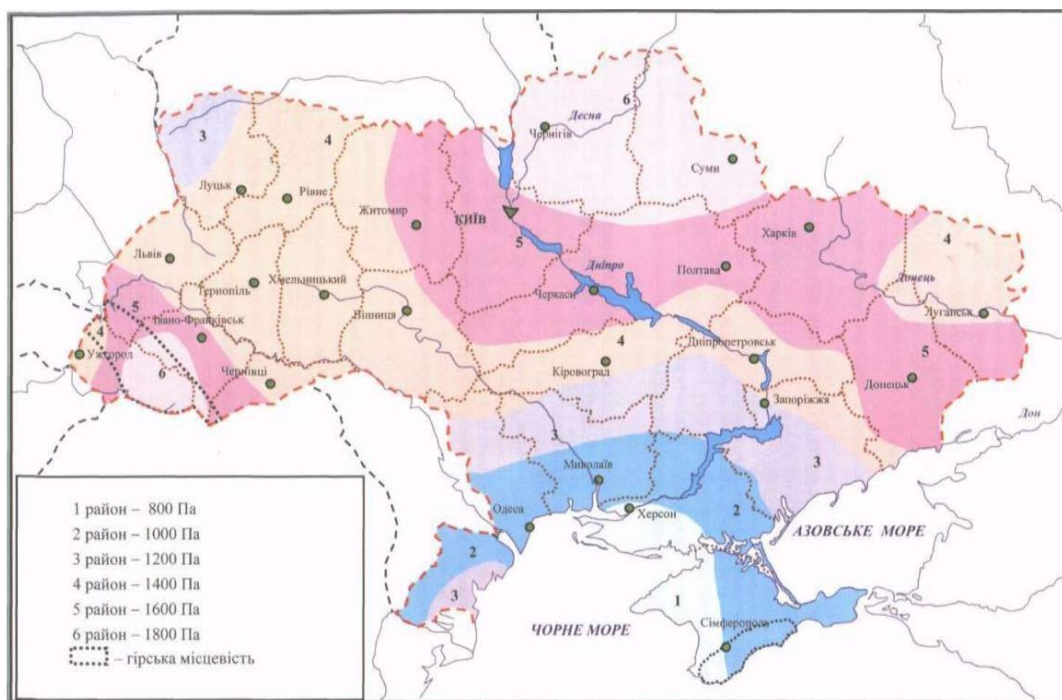 6
Десна
Чернігів
3
4
Суми
Луцьк
Рівне
Житомир
КИЇВ
5
Харків
4
Львів
Дніпро
Полтава
Донець
Тернопіль
Хмельницький
Черкаси
Луганськ
5
Івано-Франківськ
Вінниця
4
Ужгород
4
Дніпропетровськ
5
6
Чернівці
Кіровоград
Донецьк
Запоріжжя
Дон
3
3
Миколаїв
Одеса
Херсон
2
АЗОВСЬКЕ МОРЕ
2
3
1
ЧОРНЕ МОРЕ
Сімферополь
1 район – 800 Па
2 район – 1000 Па
3 район – 1200 Па
4 район – 1400 Па
5 район – 1600 Па
6 район – 1800 Па
– гірська місцевість